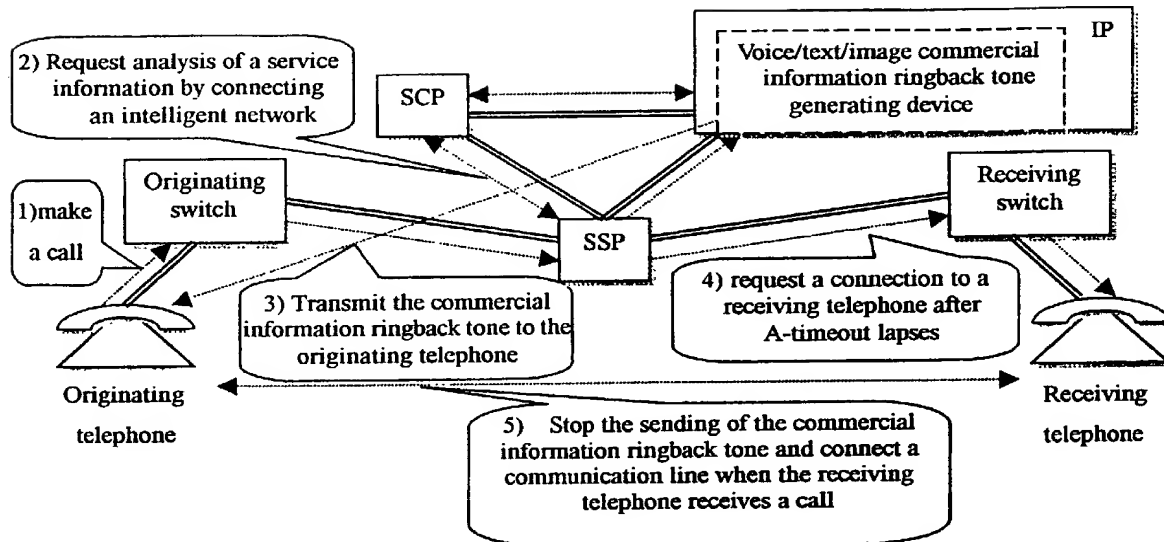 2) Request analysis of a service
information by connecting
an intelligent network
SCP
IP
Voice/text/image commercial
information ringback tone
generating device
1)make
a call
Originating
switch
SSP
Receiving
switch
3) Transmit the commercial
information ringback tone to the
originating telephone
4) request a connection to a
receiving telephone after
A-timeout lapses
Originating
telephone
Receiving
telephone
5) Stop the sending of the commercial
information ringback tone and connect a
communication line when the receiving
telephone receives a call